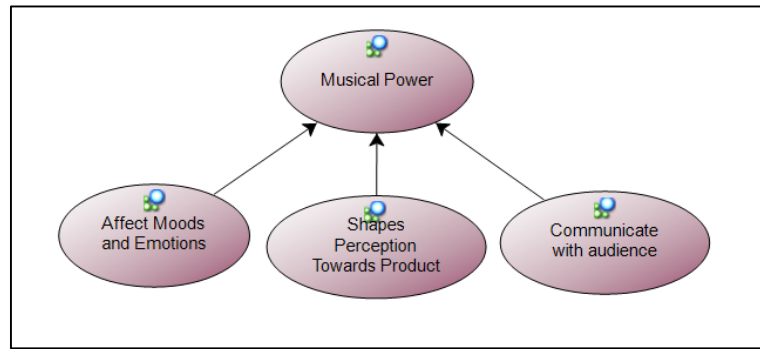 Musical Power
Affect Moods
and Emotions
Shapes
Perception
Towards Product
Communicate
with audience